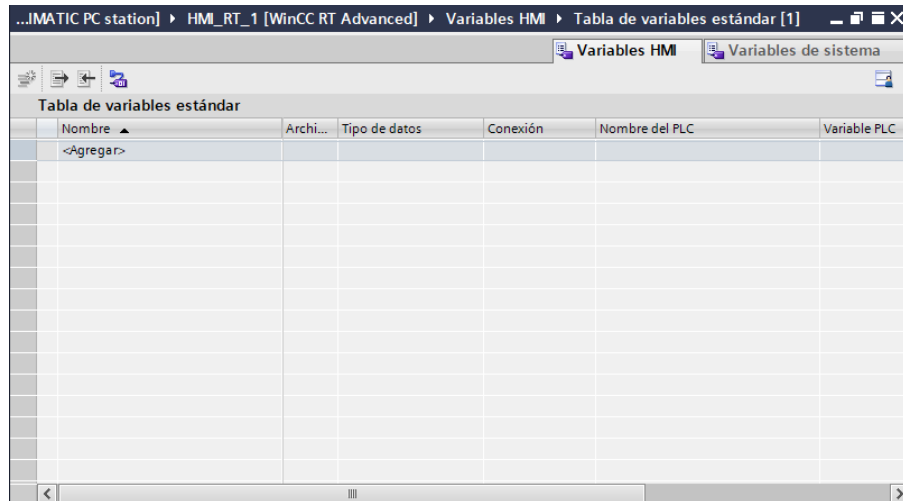 ...IMATIC PC station] ▸ HMI_RT_1 [WinCC RT Advanced] ▸ Variables HMI ▸ Tabla de variables estándar [1]
Variables HMI Variables de sistema
Tabla de variables estándar
Nombre Archi... Tipo de datos Conexión Nombre del PLC Variable PLC
<Agregar>